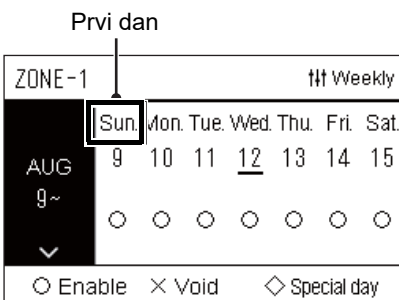 Prvi dan
ZONE-1 Weekly
Sun. Mon. Tue. Wed. Thu. Fri. Sat.
AUG 9 10 11 12 13 14 15
9~
○ Enable × Void ◇ Special day